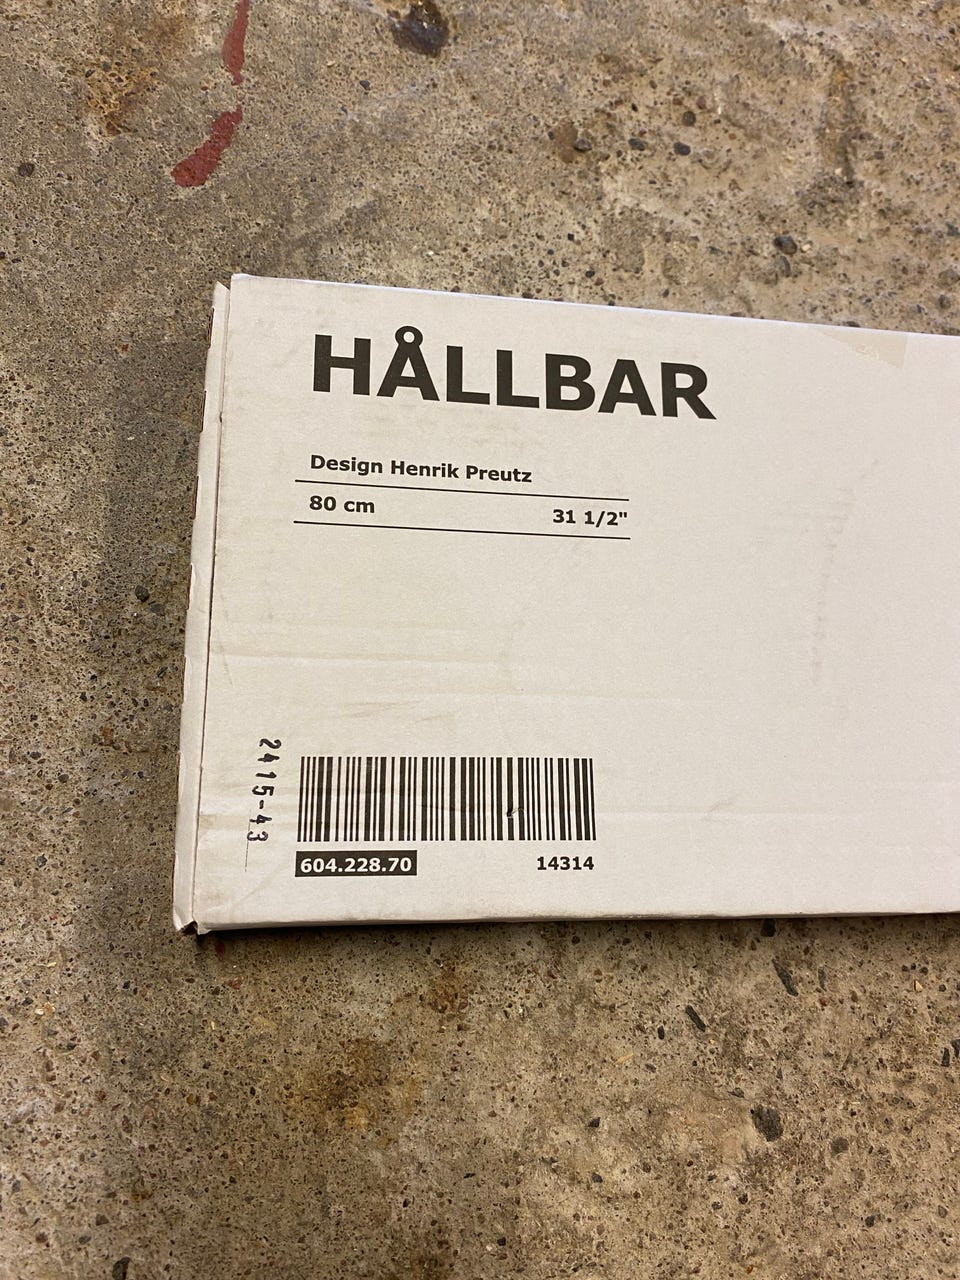 HÅLLBAR
Design Henrik Preutz
80 cm 31 1/2"
2415-43
604.228.70 14314